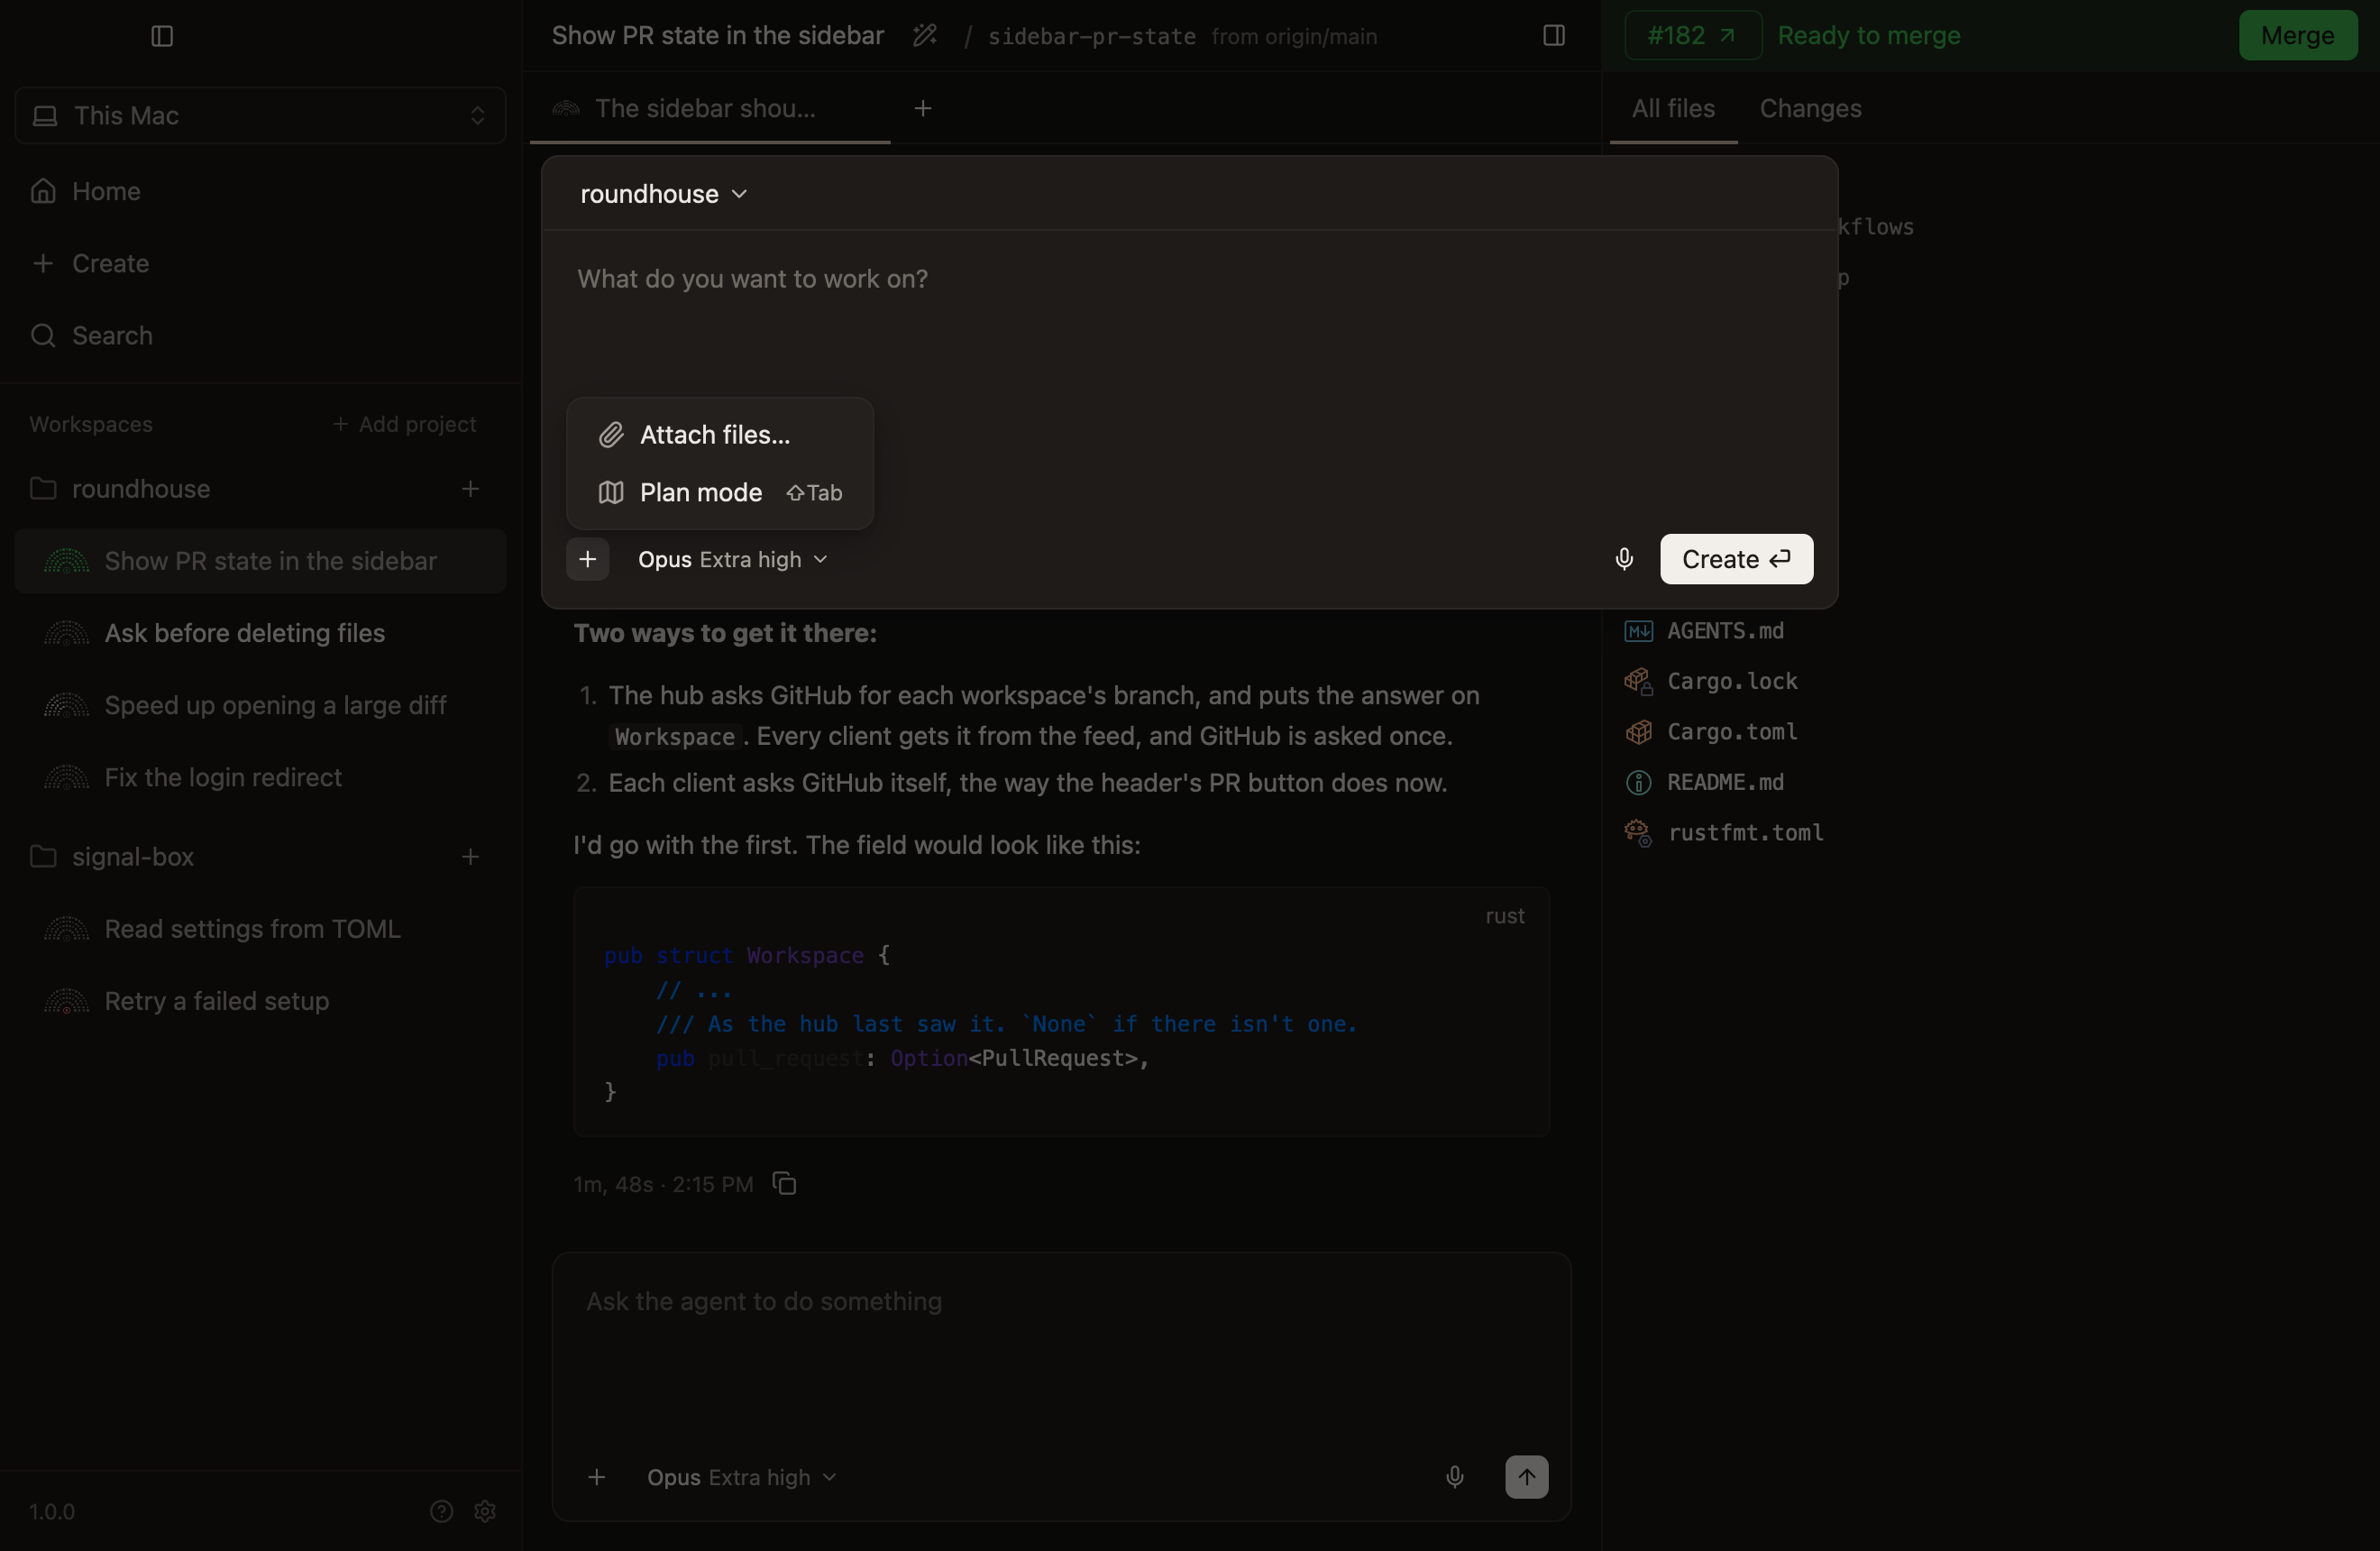 Show PR state in the sidebar / sidebar-pr-state from origin/main
#182 Ready to merge Merge
This Mac
Home
Create
Search
Workspaces + Add project
roundhouse
Show PR state in the sidebar
Ask before deleting files
Speed up opening a large diff
Fix the login redirect
signal-box
Read settings from TOML
Retry a failed setup
1.0.0
The sidebar shou...
roundhouse
What do you want to work on?
Attach files...
Plan mode ⇧Tab
Opus Extra high
Create
Two ways to get it there:
1. The hub asks GitHub for each workspace's branch, and puts the answer on
Workspace. Every client gets it from the feed, and GitHub is asked once.
2. Each client asks GitHub itself, the way the header's PR button does now.
I'd go with the first. The field would look like this:
rust
pub struct Workspace {
// ...
/// As the hub last saw it. `None` if there isn't one.
pub pull_request: Option<PullRequest>,
}
1m, 48s · 2:15 PM
Ask the agent to do something
Opus Extra high
All files Changes
kflows
p
AGENTS.md
Cargo.lock
Cargo.toml
README.md
rustfmt.toml